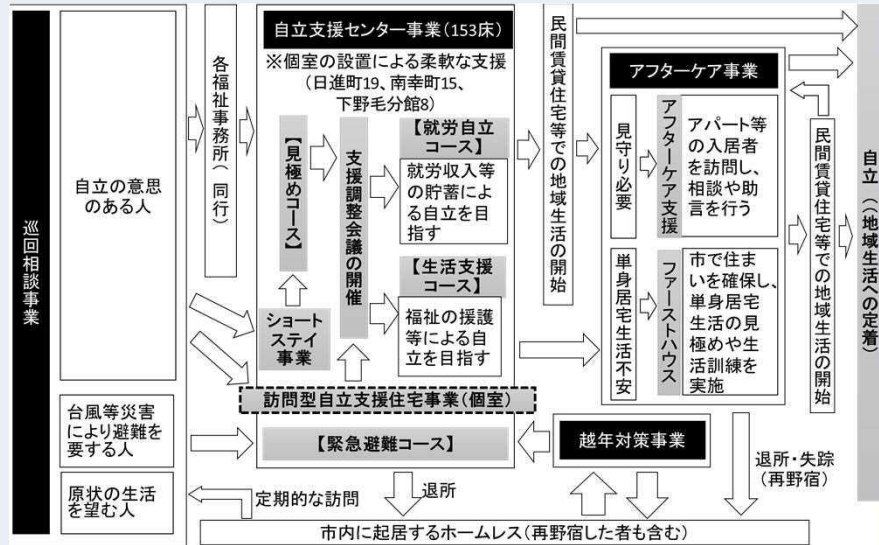 巡回相談事業
自立の意思
のある人
台風等災害
により避難を
要する人
原状の生活
を望む人
各福祉事務所(同行)
自立支援センター事業(153床)
※個室の設置による柔軟な支援
(日進町19、南幸町15、
下野毛分館8)
【見極めコース】
支援調整会議の開催
【就労自立
コース】
就労収入等
の貯蓄によ
る自立を目
指す
【生活支援
コース】
福祉の援護
等による自
立を目指す
ショート
ステイ
事業
訪問型自立支援住宅事業(個室)
【緊急避難コース】
民間賃貸住宅等での地域生活の開始
アフターケア事業
見守り必要
アフターケア支援
アパート等
の入居者
を訪問し、
相談や助
言を行う
単身居宅生活不安
ファーストハウス
市で住ま
いを確保し、
単身居宅
生活の見
極めや生
活訓練を
実施
民間賃貸住宅等での地域生活の開始
自立 ((地域生活への定着)
越年対策事業
退所・失踪
(再野宿)
定期的な訪問
退所
市内に起居するホームレス(再野宿した者も含む)